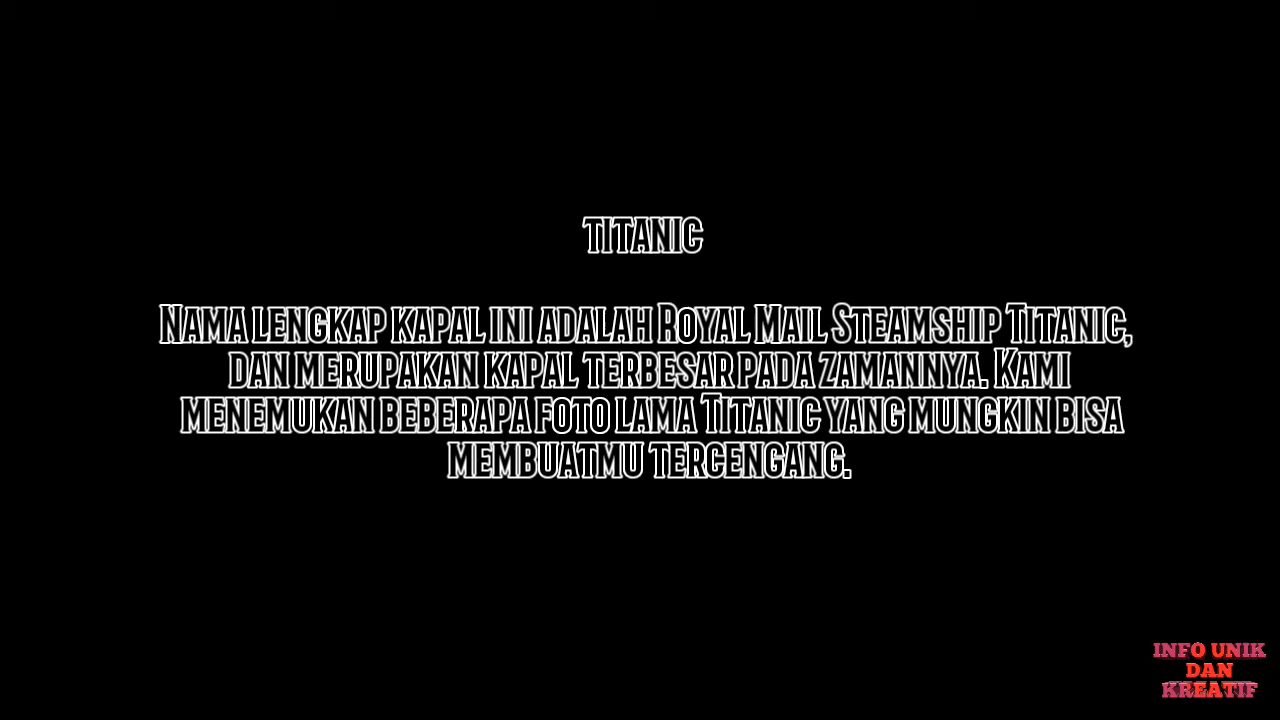 TITANIC
Nama lengkap kapal ini adalah Royal Mail Steamship Titanic,
dan merupakan kapal terbesar pada zamannya. Kami
menemukan beberapa foto lama Titanic yang mungkin bisa
membuatmu tercengang.
INFO UNIK
DAN
KREATIF